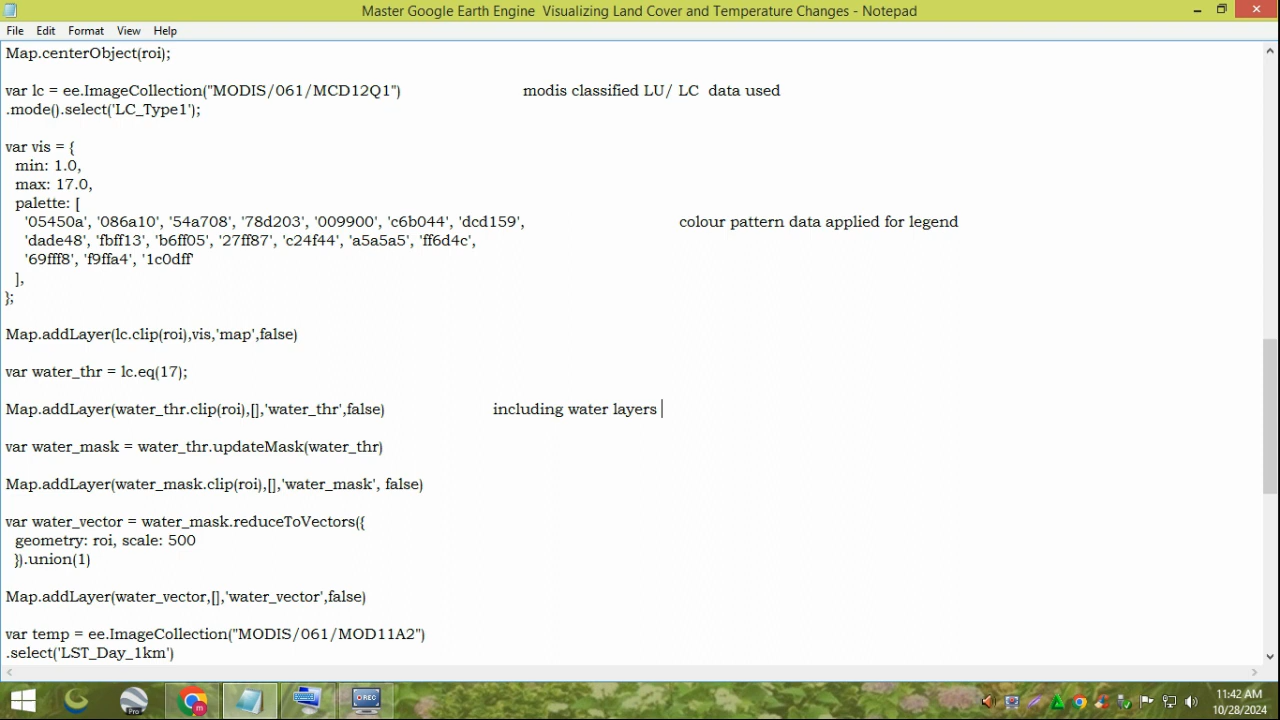 Master Google Earth Engine  Visualizing Land Cover and Temperature Changes - Notepad
File Edit Format View Help
Map.centerObject(roi);
var lc = ee.ImageCollection("MODIS/061/MCD12Q1") modis classified LU/ LC  data used
.mode().select('LC_Type1');
var vis = {
min: 1.0,
max: 17.0,
palette: [
'05450a', '086a10', '54a708', '78d203', '009900', 'c6b044', 'dcd159', colour pattern data applied for legend
'dade48', 'fbff13', 'b6ff05', '27ff87', 'c24f44', 'a5a5a5', 'ff6d4c',
'69fff8', 'f9ffa4', '1c0dff'
],
};
Map.addLayer(lc.clip(roi),vis,'map',false)
var water_thr = lc.eq(17);
Map.addLayer(water_thr.clip(roi),[],'water_thr',false) including water layers
var water_mask = water_thr.updateMask(water_thr)
Map.addLayer(water_mask.clip(roi),[],'water_mask', false)
var water_vector = water_mask.reduceToVectors({
geometry: roi, scale: 500
}).union(1)
Map.addLayer(water_vector,[],'water_vector',false)
var temp = ee.ImageCollection("MODIS/061/MOD11A2")
.select('LST_Day_1km')
Pro
m
REC
11:42 AM
10/28/2024